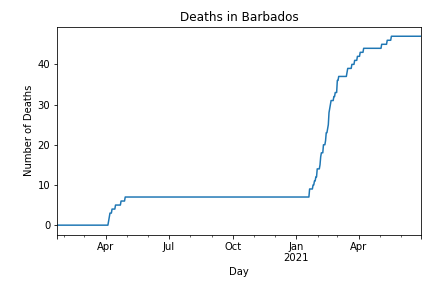 Deaths in Barbados
Number of Deaths
40
30
20
10
0
Apr
Jul
Oct
Jan
2021
Apr
Day